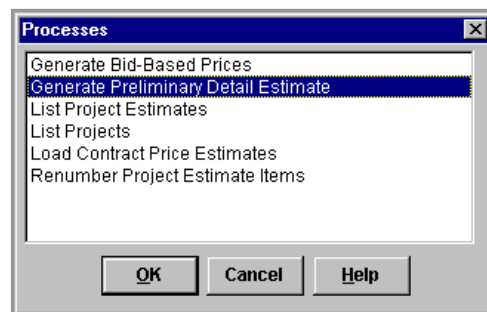 Processes
Generate Bid-Based Prices
Generate Preliminary Detail Estimate
List Project Estimates
List Projects
Load Contract Price Estimates
Renumber Project Estimate Items
OK Cancel Help